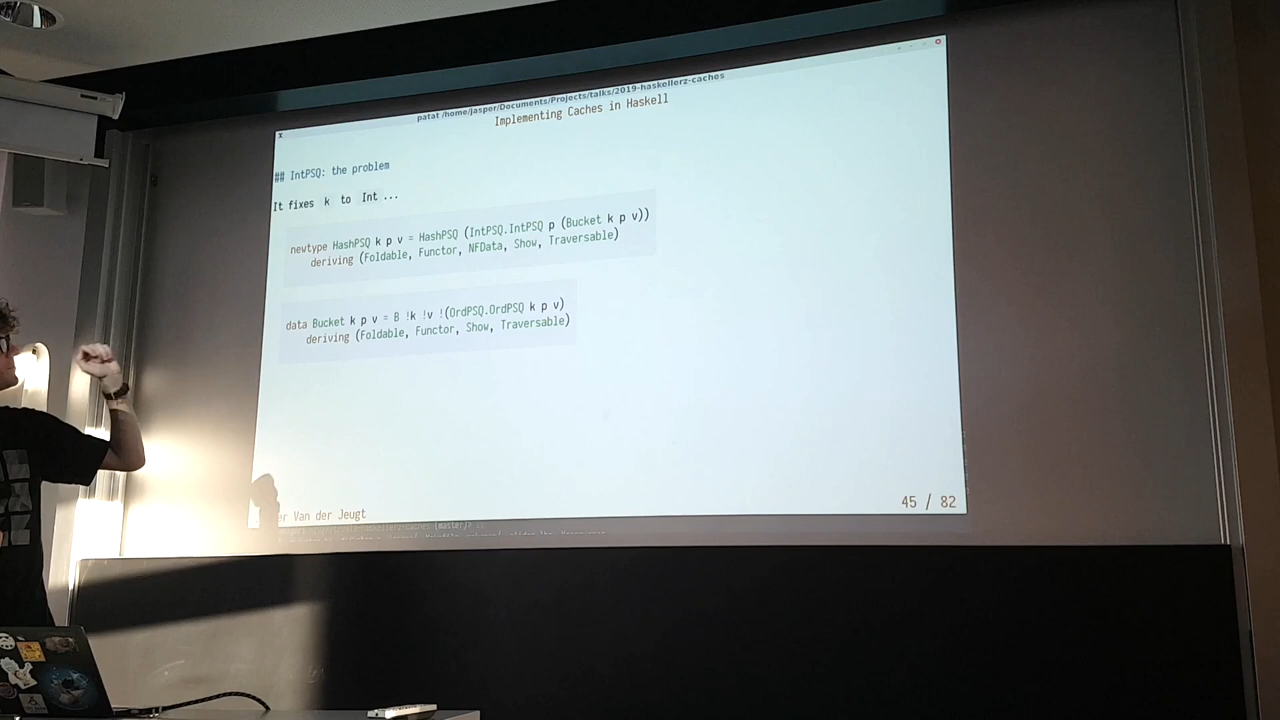 patat /home/jasper/Documents/Projects/talks/2019-haskellerz-caches
Implementing Caches in Haskell
## IntPSQ: the problem
It fixes k to Int ...
newtype HashPSQ k p v = HashPSQ (IntPSQ.IntPSQ p (Bucket k p v))
deriving (Foldable, Functor, NFData, Show, Traversable)
data Bucket k p v = B !k !v !(OrdPSQ.OrdPSQ k p v)
deriving (Foldable, Functor, Show, Traversable)
er Van der Jeugt
45 / 82